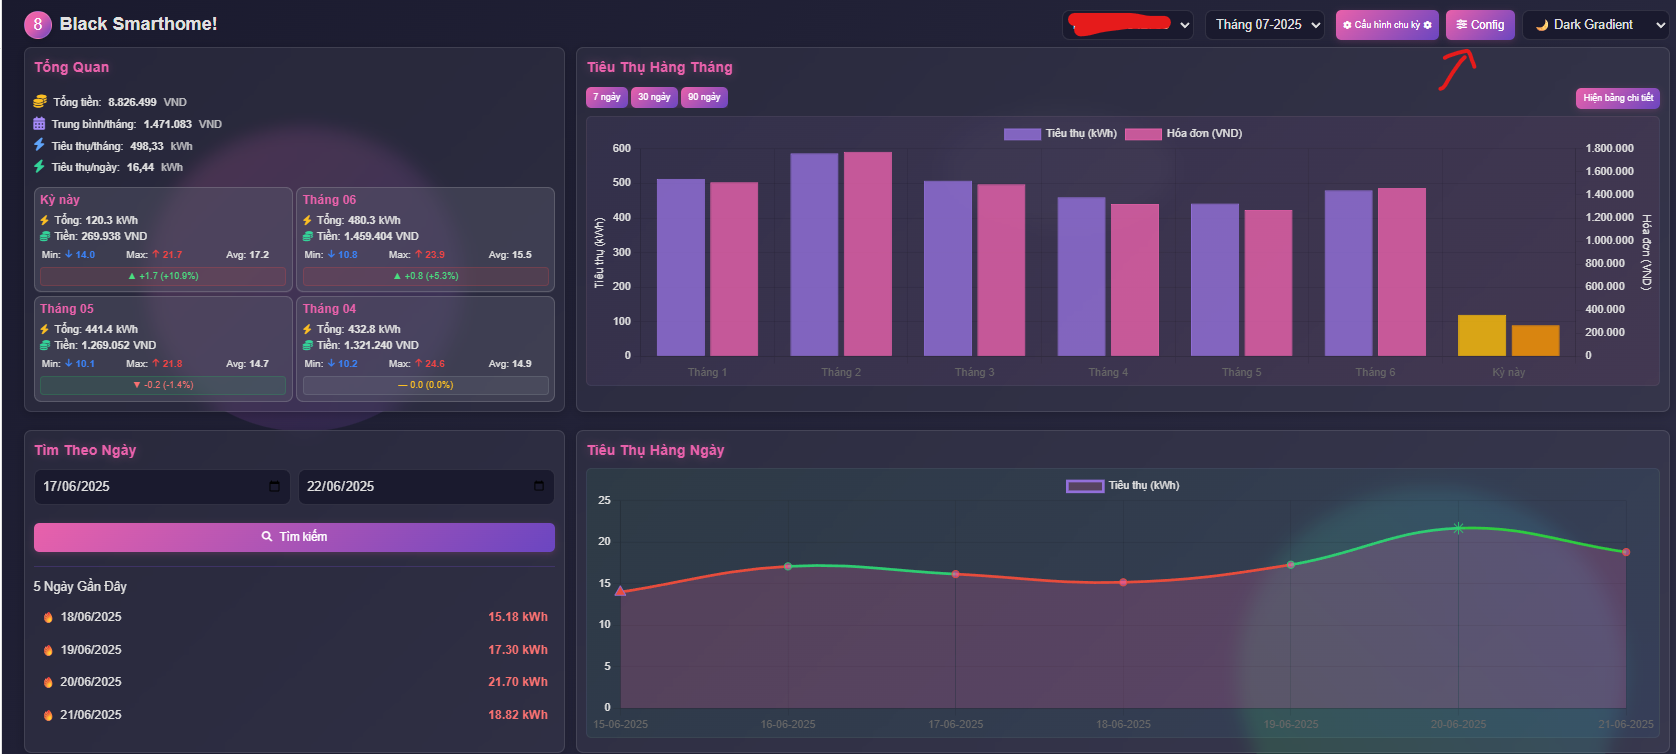 8 Black Smarthome!
Tháng 07-2025
Cấu hình chu kỳ
Config
Dark Gradient
Tổng Quan
Tổng tiền: 8.826.499 VND
Trung bình/tháng: 1.471.083 VND
Tiêu thụ/tháng: 498,33 kWh
Tiêu thụ/ngày: 16,44 kWh
Kỳ này
Tổng: 120.3 kWh
Tiền: 269.938 VND
Min: ↓ 14.0 Max: ↑ 21.7 Avg: 17.2
▲ +1.7 (+10.9%)
Tháng 06
Tổng: 480.3 kWh
Tiền: 1.459.404 VND
Min: ↓ 10.8 Max: ↑ 23.9 Avg: 15.5
▲ +0.8 (+5.3%)
Tháng 05
Tổng: 441.4 kWh
Tiền: 1.269.052 VND
Min: ↓ 10.1 Max: ↑ 21.8 Avg: 14.7
▼ -0.2 (-1.4%)
Tháng 04
Tổng: 432.8 kWh
Tiền: 1.321.240 VND
Min: ↓ 10.2 Max: ↑ 24.6 Avg: 14.9
— 0.0 (0.0%)
Tiêu Thụ Hàng Tháng
7 ngày 30 ngày 90 ngày
Hiện bảng chi tiết
Tiêu thụ (kWh) Hóa đơn (VND)
Tiêu thụ (kWh)
600
500
400
300
200
100
0
1.800.000
1.600.000
1.400.000
1.200.000
1.000.000
800.000
600.000
400.000
200.000
0
Hóa đơn (VND)
Tháng 1 Tháng 2 Tháng 3 Tháng 4 Tháng 5 Tháng 6 Kỳ này
Tìm Theo Ngày
17/06/2025 22/06/2025
Tìm kiếm
5 Ngày Gần Đây
18/06/2025 15.18 kWh
19/06/2025 17.30 kWh
20/06/2025 21.70 kWh
21/06/2025 18.82 kWh
Tiêu Thụ Hàng Ngày
Tiêu thụ (kWh)
25
20
15
10
5
0
15-06-2025 16-06-2025 17-06-2025 18-06-2025 19-06-2025 20-06-2025 21-06-2025